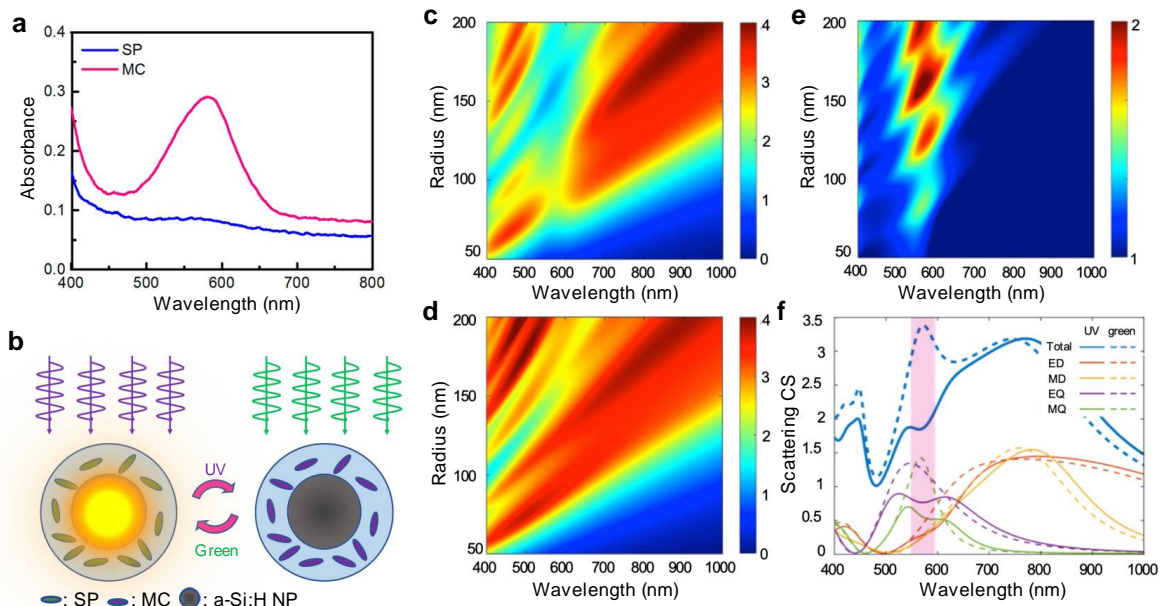 a
0.4
0.3
0.2
0.1
0.0
Absorbance
SP
MC
400
500
600
700
800
Wavelength (nm)
b
UV
Green
: SP
: MC
: a-Si:H NP
c
200
150
100
50
Radius (nm)
400
500
600
700
800
900
1000
Wavelength (nm)
4
3
2
1
0
d
200
150
100
50
Radius (nm)
400
500
600
700
800
900
1000
Wavelength (nm)
4
3
2
1
0
e
200
150
100
50
Radius (nm)
400
500
600
700
800
900
1000
Wavelength (nm)
2
1
f
3.5
3
2.5
2
1.5
1
0.5
0
Scattering CS
UV green
Total
ED
MD
EQ
MQ
400
500
600
700
800
900
1000
Wavelength (nm)